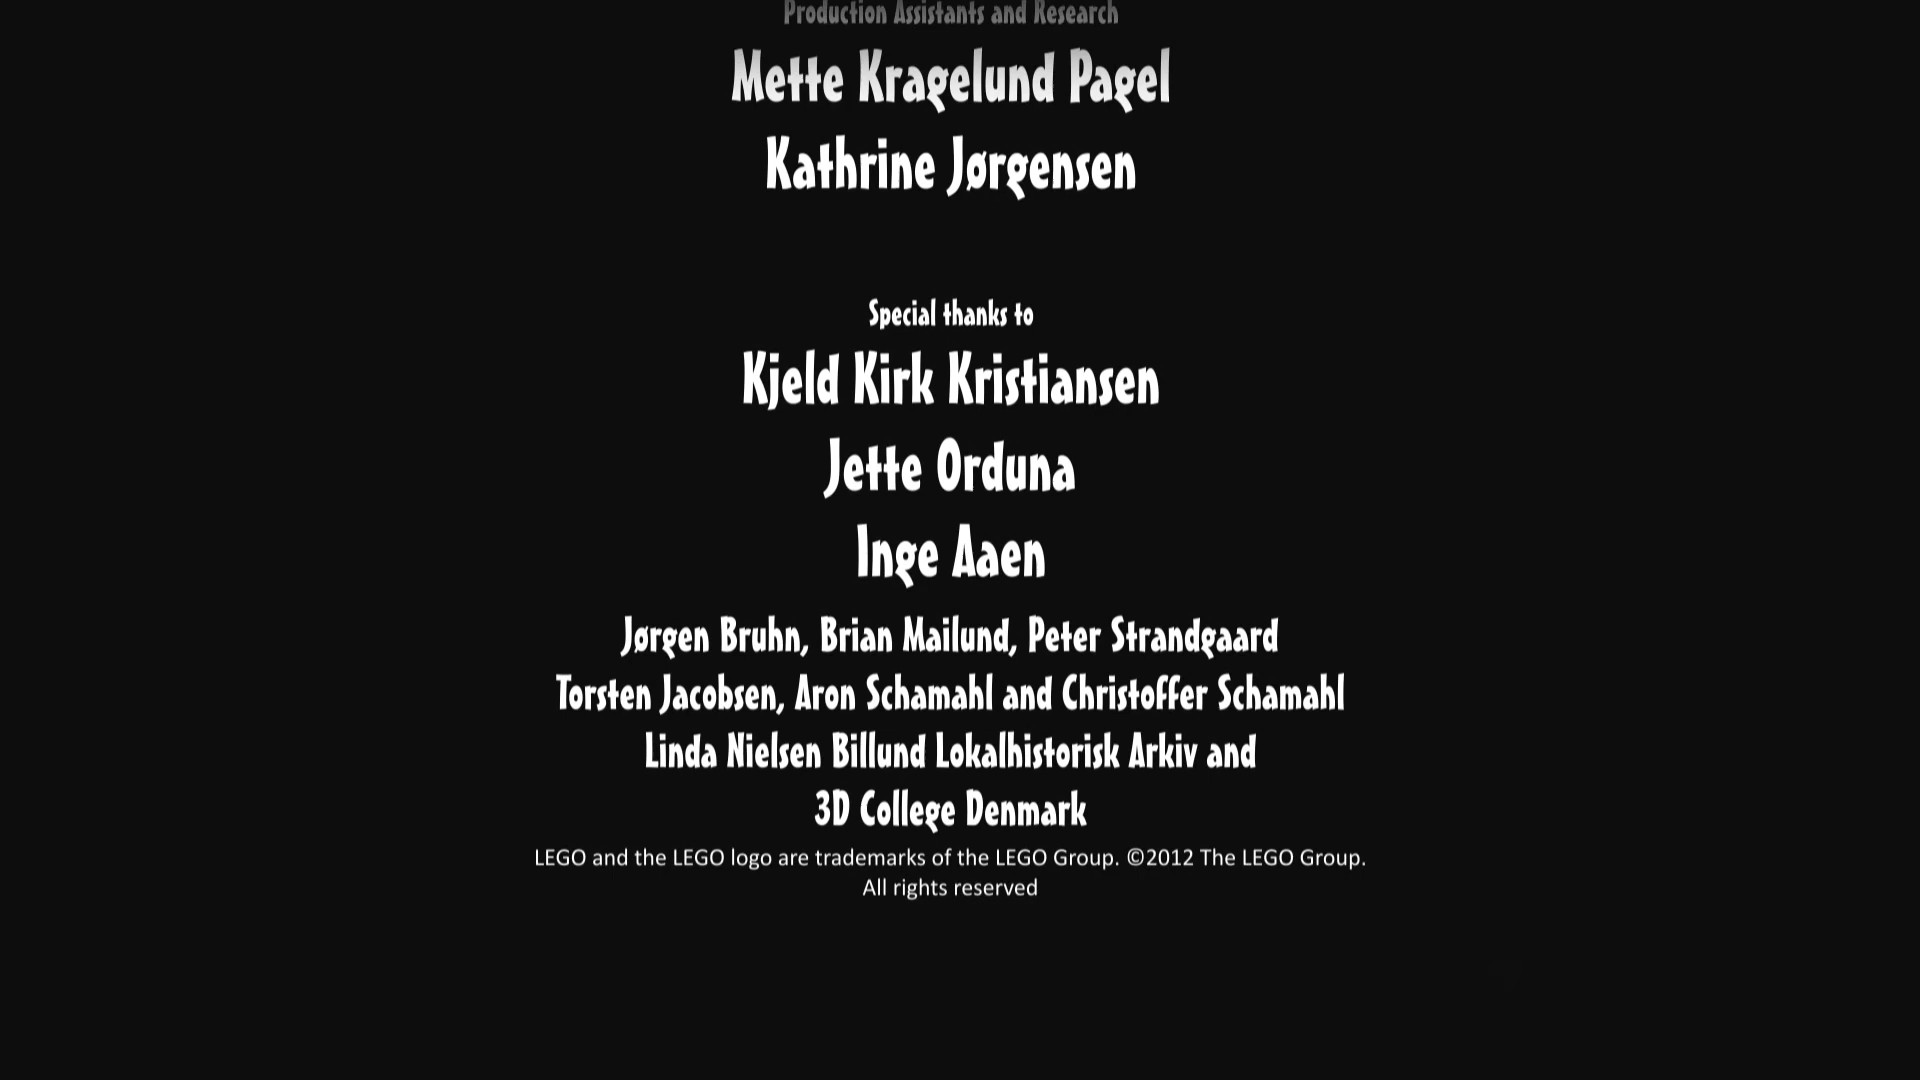 Production Assistants and Research
Mette Kragelund Pagel
Kathrine Jørgensen
Special thanks to
Kjeld Kirk Kristiansen
Jette Orduna
Inge Aaen
Jørgen Bruhn, Brian Mailund, Peter Strandgaard
Torsten Jacobsen, Aron Schamahl and Christoffer Schamahl
Linda Nielsen Billund Lokalhistorisk Arkiv and
3D College Denmark
LEGO and the LEGO logo are trademarks of the LEGO Group. ©2012 The LEGO Group.
All rights reserved